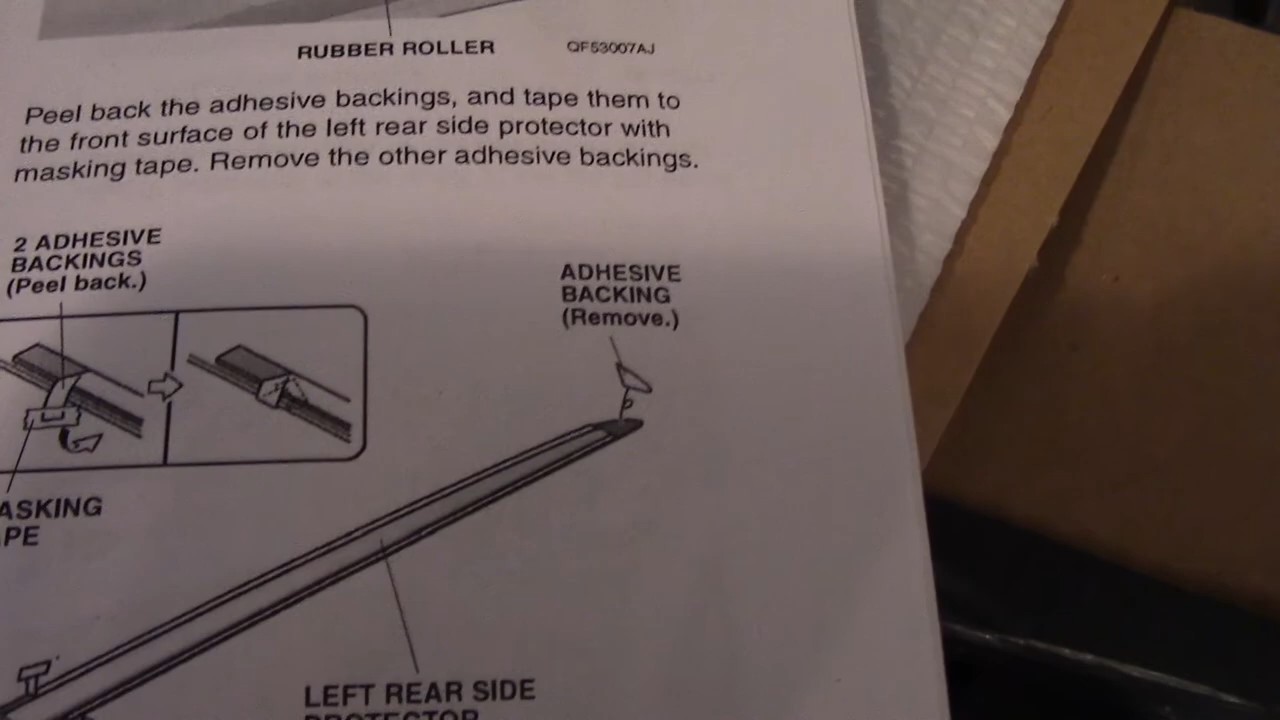 RUBBER ROLLER
QF53007AJ
Peel back the adhesive backings, and tape them to
the front surface of the left rear side protector with
masking tape. Remove the other adhesive backings.
2 ADHESIVE
BACKINGS
(Peel back.)
ADHESIVE
BACKING
(Remove.)
ASKING
PE
LEFT REAR SIDE
PROTECTOR